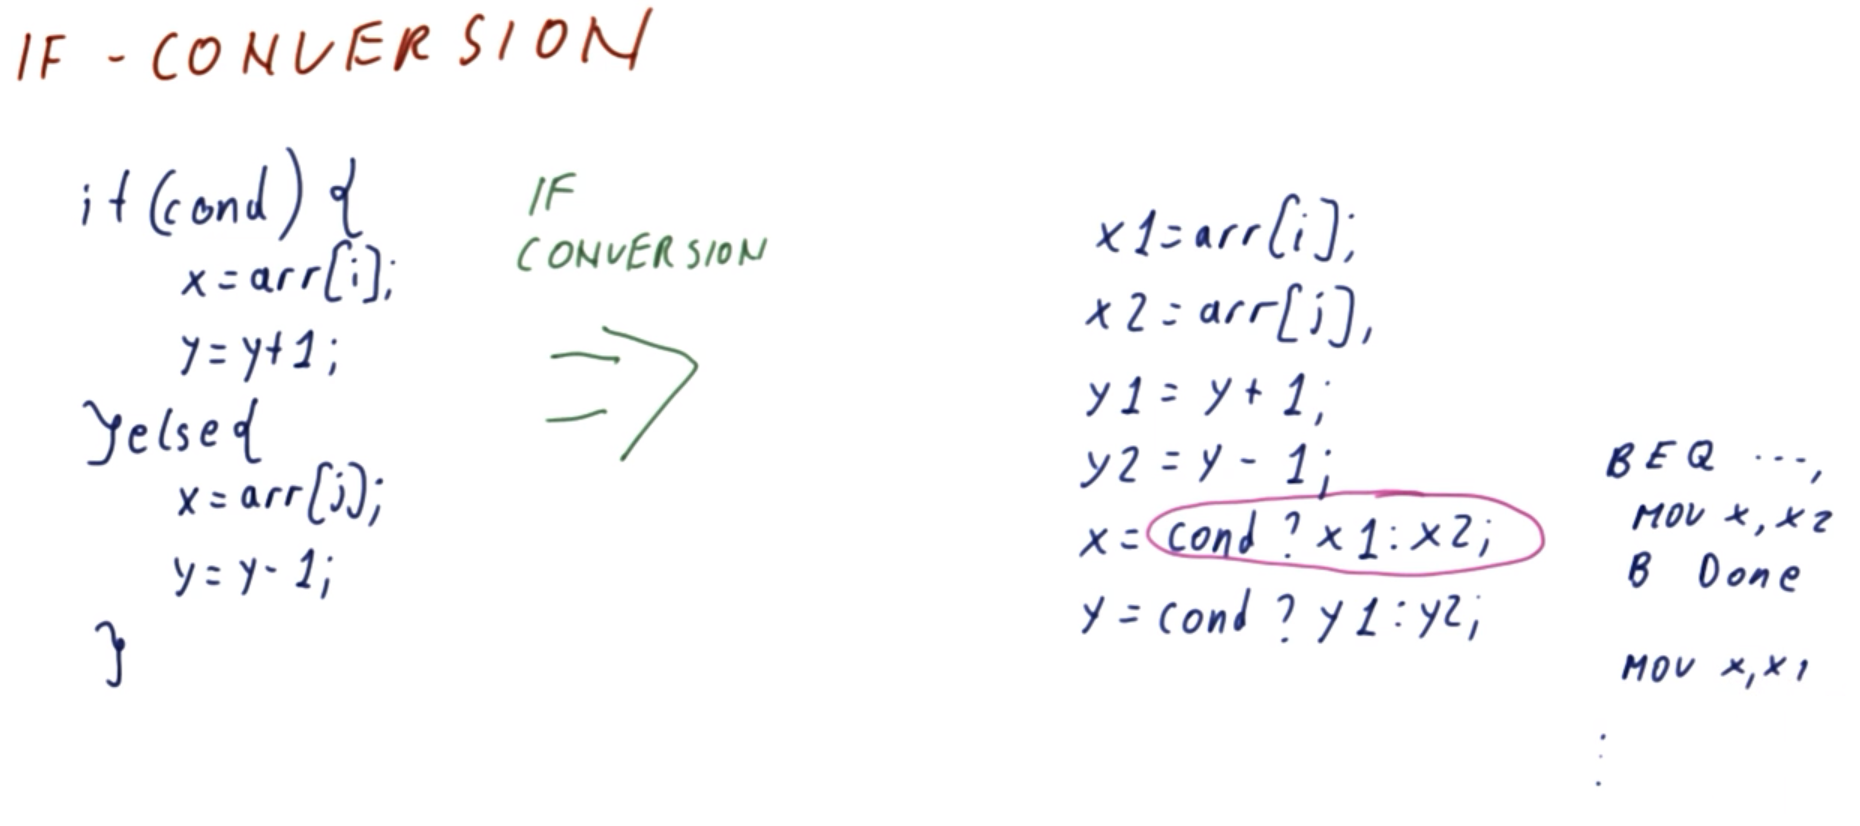 IF - CONVERSION
if (cond) {
x = arr[i];
y = y+1;
}else{
x = arr[j];
y = y - 1;
}
IF
CONVERSION
=>
x1 = arr[i];
x2 = arr[j];
y1 = y + 1;
y2 = y - 1;
x = cond ? x1 : x2;
y = cond ? y1 : y2;
BEQ ...,
MOV x, x2
B Done
MOV x, x1
⋮